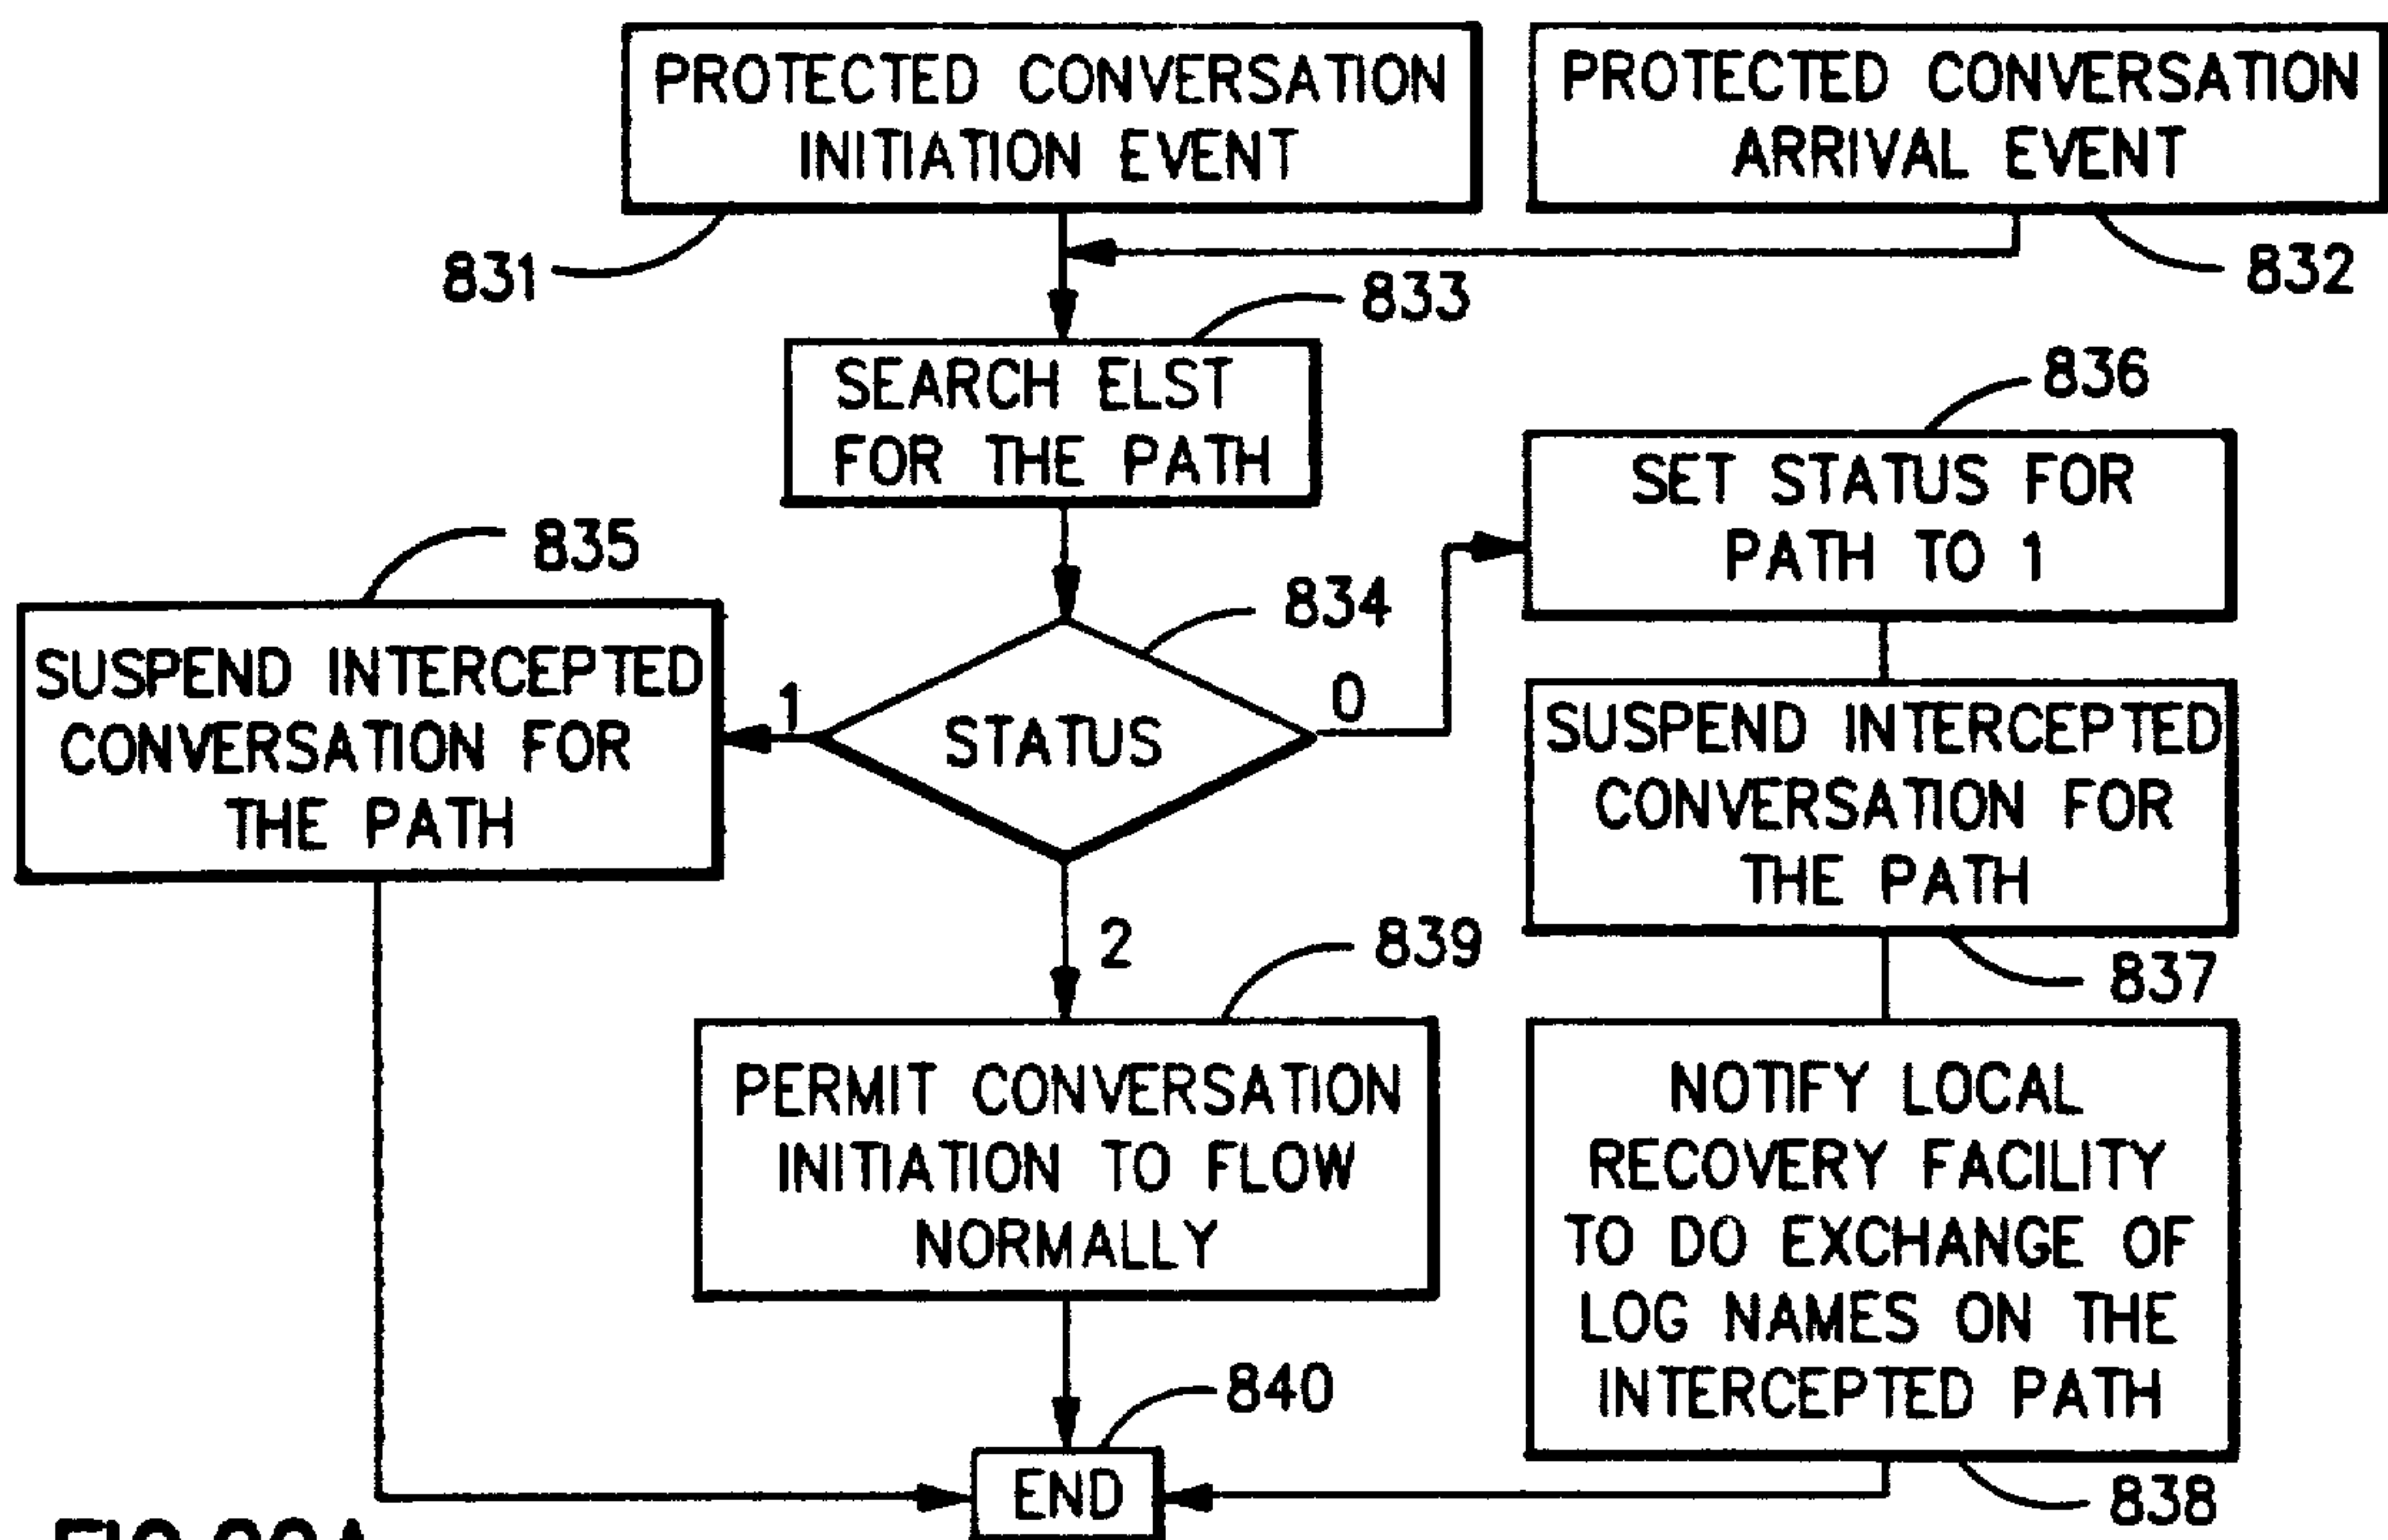 PROTECTED CONVERSATION
INITIATION EVENT
PROTECTED CONVERSATION
ARRIVAL EVENT
831
832
833
SEARCH ELST
FOR THE PATH
836
SET STATUS FOR
PATH TO 1
835
834
SUSPEND INTERCEPTED
CONVERSATION FOR
THE PATH
1
STATUS
0
SUSPEND INTERCEPTED
CONVERSATION FOR
THE PATH
2
839
837
PERMIT CONVERSATION
INITIATION TO FLOW
NORMALLY
NOTIFY LOCAL
RECOVERY FACILITY
TO DO EXCHANGE OF
LOG NAMES ON THE
INTERCEPTED PATH
840
END
838